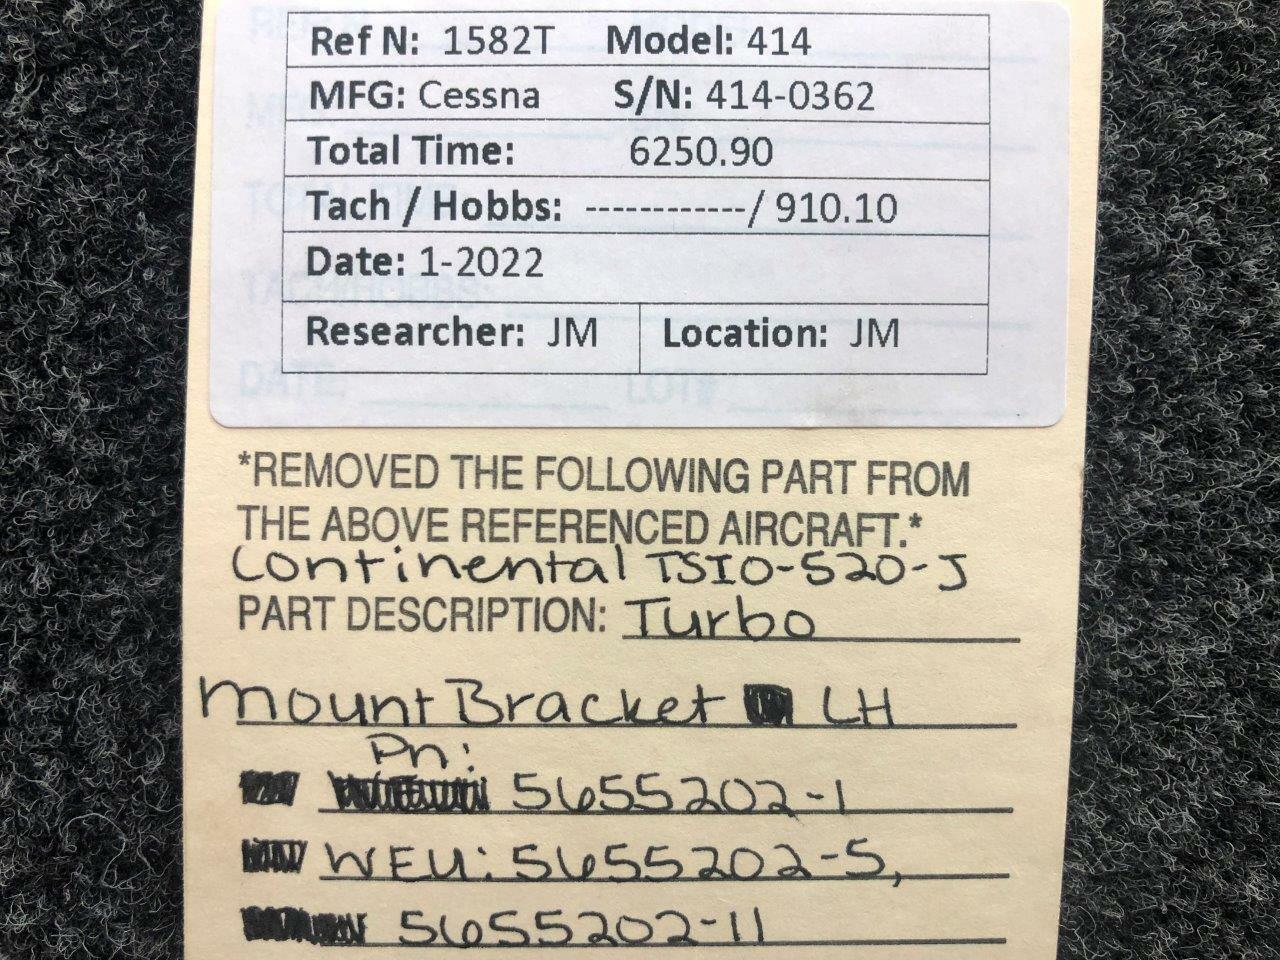 Ref N: 1582T Model: 414
MFG: Cessna S/N: 414-0362
Total Time: 6250.90
Tach / Hobbs: ------------/ 910.10
Date: 1-2022
Researcher: JM Location: JM
DATE LOT#
*REMOVED THE FOLLOWING PART FROM
THE ABOVE REFERENCED AIRCRAFT.*
Continental TSIO-520-J
PART DESCRIPTION: Turbo
Mount Bracket LH
Pn:
5655202-1
WEU: 5655202-5,
5655202-11